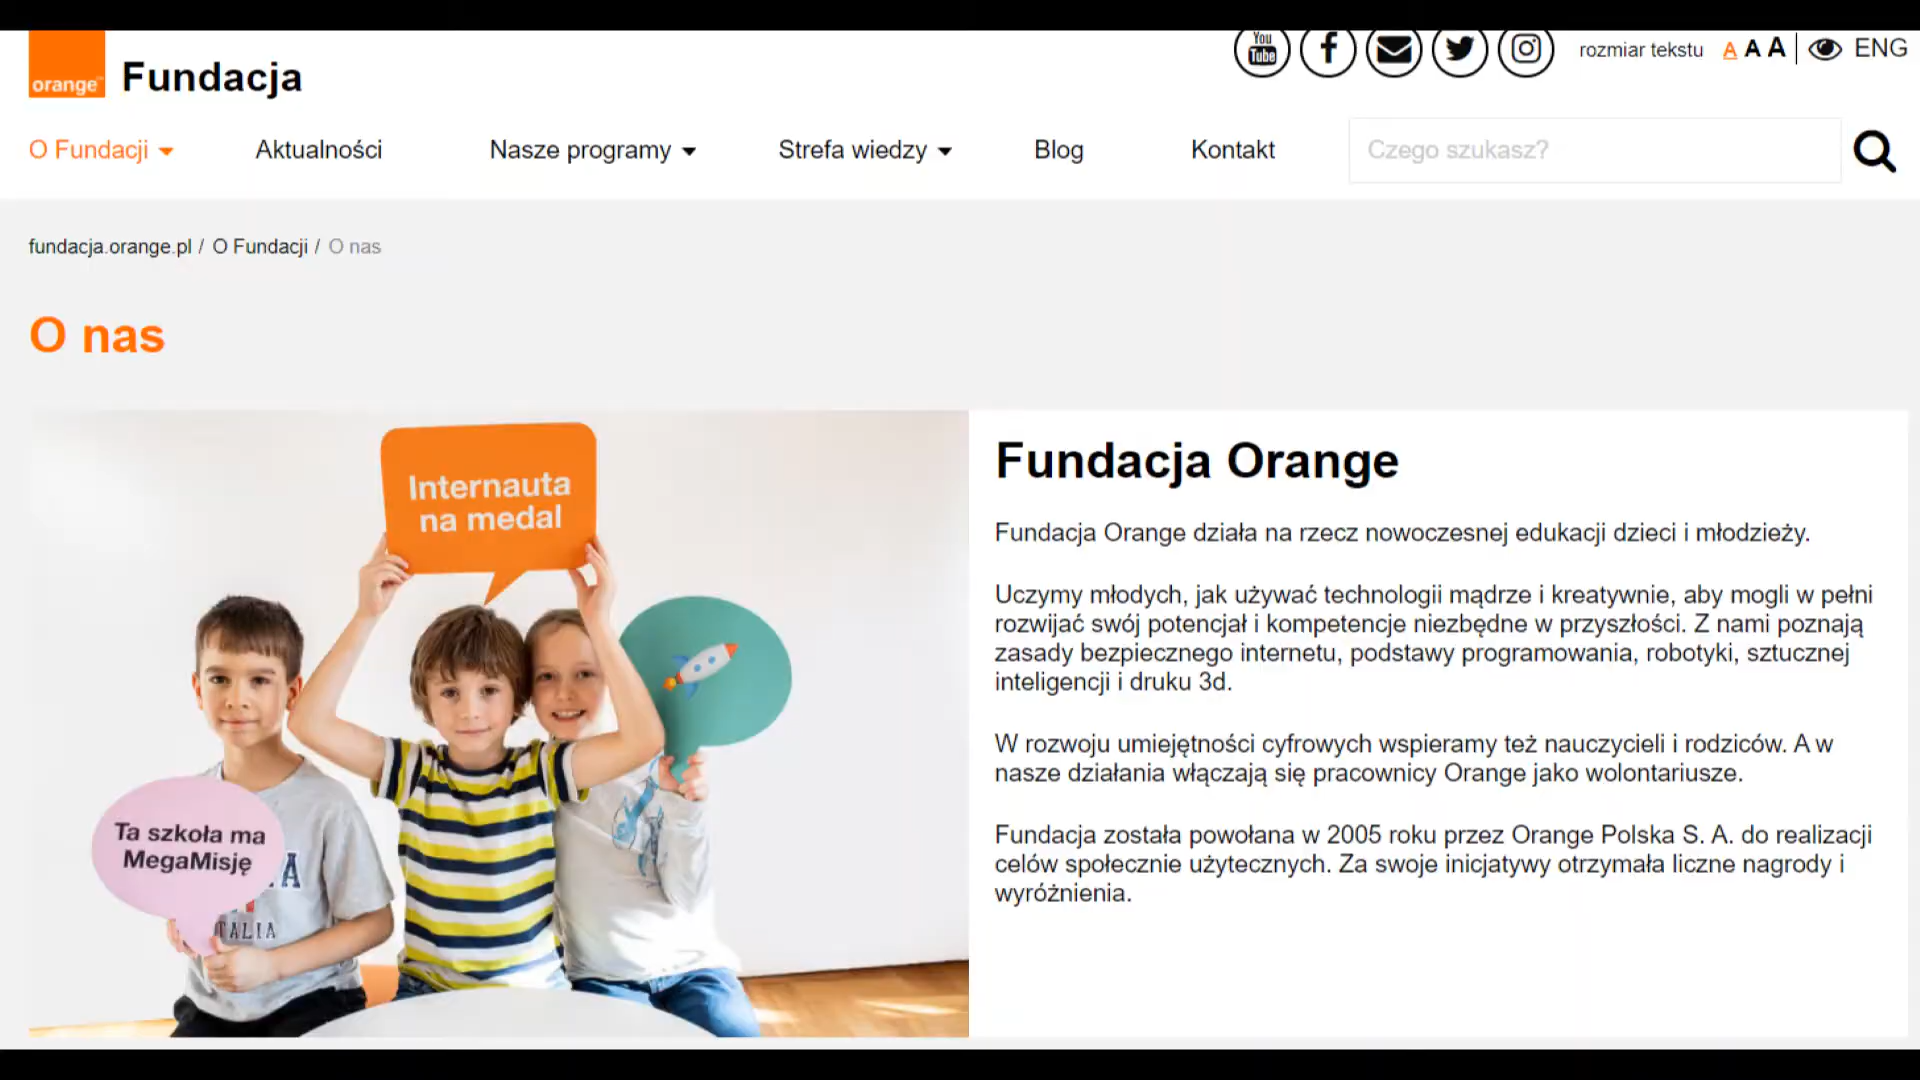 You
Tube
rozmiar tekstu A A A ENG
orange
Fundacja
O Fundacji
Aktualności
Nasze programy
Strefa wiedzy
Blog
Kontakt
Czego szukasz?
fundacja.orange.pl / O Fundacji / O nas
O nas
Internauta
na medal
Ta szkoła ma
MegaMisję
A
TALIA
Fundacja Orange
Fundacja Orange działa na rzecz nowoczesnej edukacji dzieci i młodzieży.
Uczymy młodych, jak używać technologii mądrze i kreatywnie, aby mogli w pełni
rozwijać swój potencjał i kompetencje niezbędne w przyszłości. Z nami poznają
zasady bezpiecznego internetu, podstawy programowania, robotyki, sztucznej
inteligencji i druku 3d.
W rozwoju umiejętności cyfrowych wspieramy też nauczycieli i rodziców. A w
nasze działania włączają się pracownicy Orange jako wolontariusze.
Fundacja została powołana w 2005 roku przez Orange Polska S. A. do realizacji
celów społecznie użytecznych. Za swoje inicjatywy otrzymała liczne nagrody i
wyróżnienia.